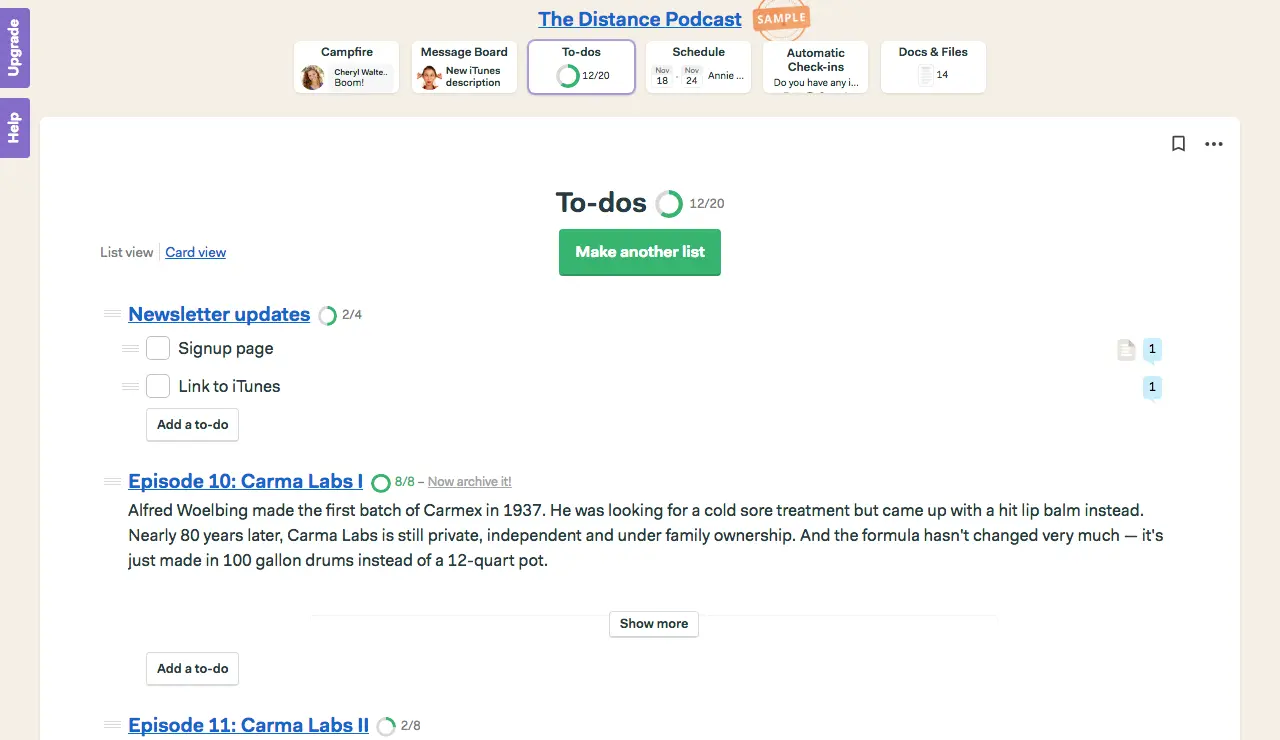 Upgrade
Help
The Distance Podcast
SAMPLE
Campfire
Cheryl Walte..
Boom!
Message Board
New iTunes
description
To-dos
12/20
Schedule
Nov
18
-
Nov
24
Annie ...
Automatic
Check-ins
Do you have any i...
Docs & Files
14
To-dos 12/20
List view Card view
Make another list
Newsletter updates 2/4
Signup page 1
Link to iTunes 1
Add a to-do
Episode 10: Carma Labs I 8/8 – Now archive it!
Alfred Woelbing made the first batch of Carmex in 1937. He was looking for a cold sore treatment but came up with a hit lip balm instead.
Nearly 80 years later, Carma Labs is still private, independent and under family ownership. And the formula hasn't changed very much — it's
just made in 100 gallon drums instead of a 12-quart pot.
Show more
Add a to-do
Episode 11: Carma Labs II 2/8